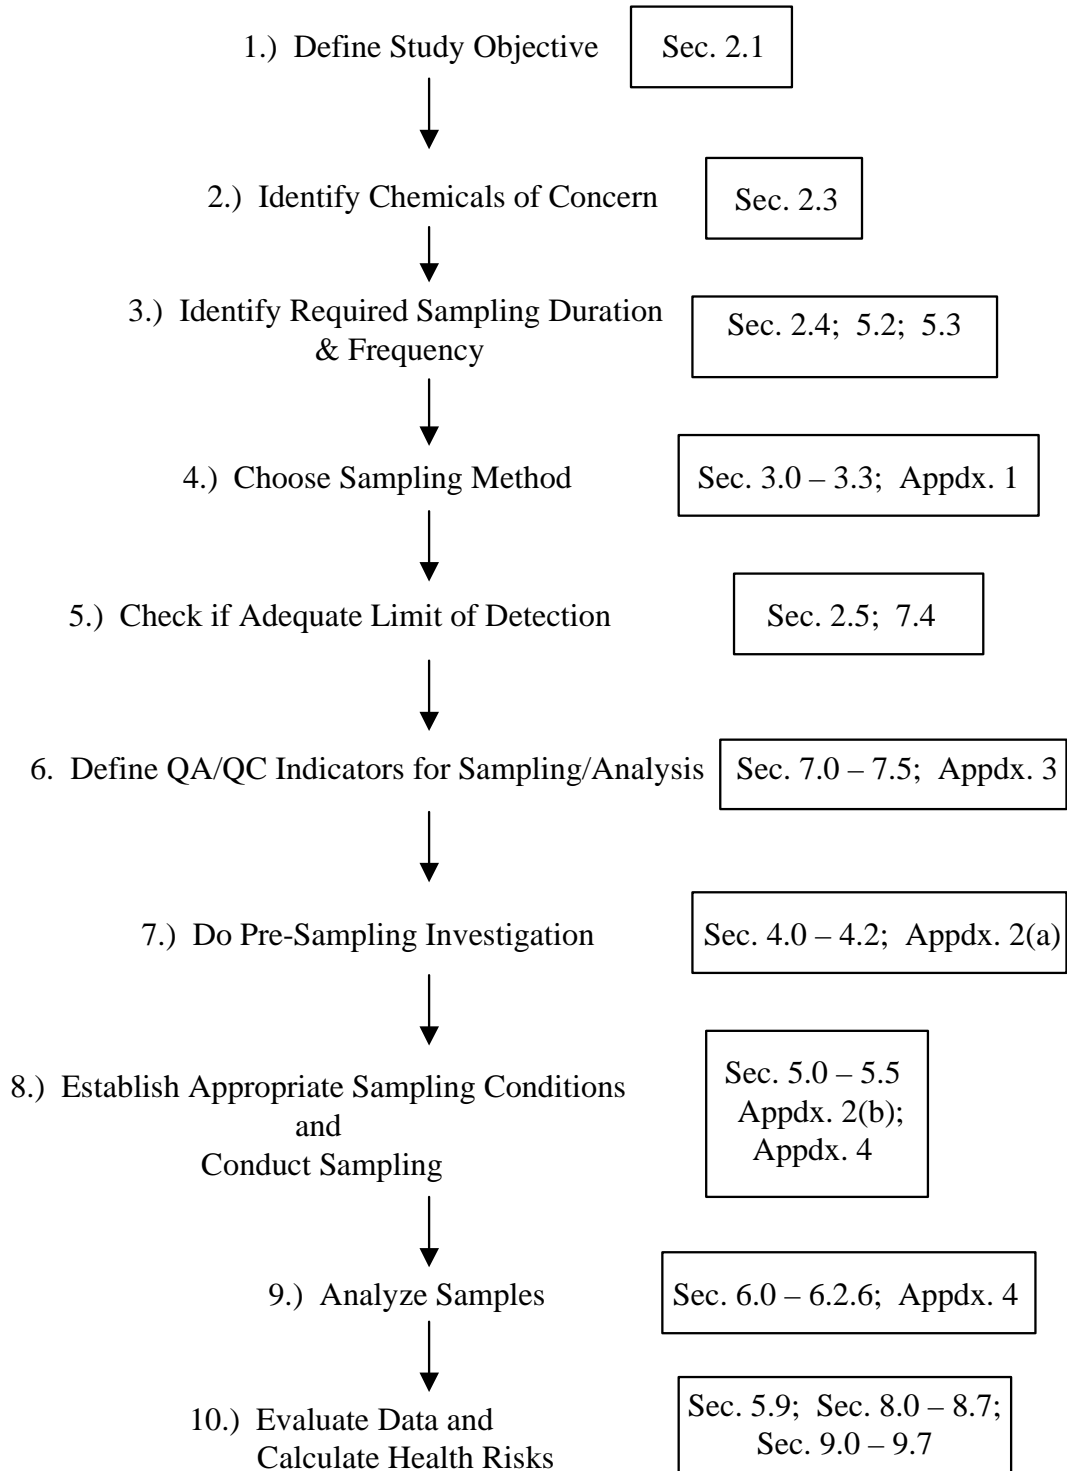 1.) Define Study Objective
Sec. 2.1
2.) Identify Chemicals of Concern
Sec. 2.3
3.) Identify Required Sampling Duration
& Frequency
Sec. 2.4; 5.2; 5.3
4.) Choose Sampling Method
Sec. 3.0 – 3.3; Appdx. 1
5.) Check if Adequate Limit of Detection
Sec. 2.5; 7.4
6. Define QA/QC Indicators for Sampling/Analysis
Sec. 7.0 – 7.5; Appdx. 3
7.) Do Pre-Sampling Investigation
Sec. 4.0 – 4.2; Appdx. 2(a)
8.) Establish Appropriate Sampling Conditions
and
Conduct Sampling
Sec. 5.0 – 5.5
Appdx. 2(b);
Appdx. 4
9.) Analyze Samples
Sec. 6.0 – 6.2.6; Appdx. 4
10.) Evaluate Data and
Calculate Health Risks
Sec. 5.9; Sec. 8.0 – 8.7;
Sec. 9.0 – 9.7